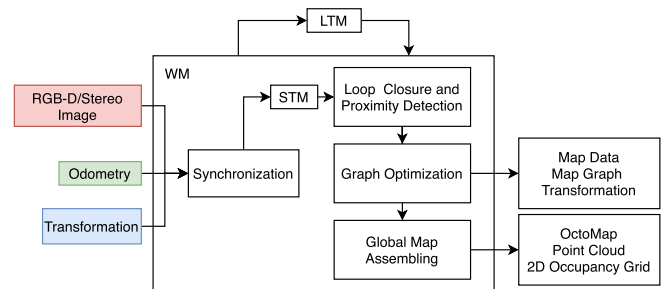 LTM
WM
RGB-D/Stereo
Image
STM
Loop Closure and
Proximity Detection
Odometry
Synchronization
Graph Optimization
Map Data
Map Graph
Transformation
Transformation
Global Map
Assembling
OctoMap
Point Cloud
2D Occupancy Grid